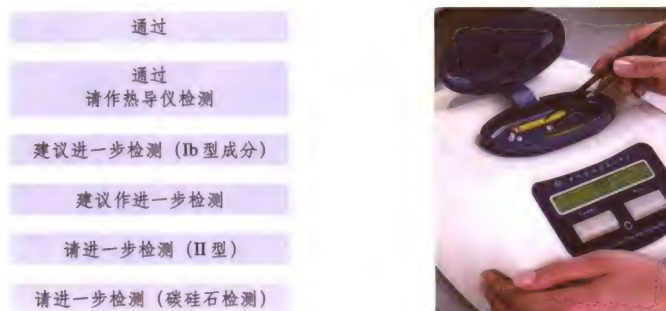 通过
通过
请作热导仪检测
建议进一步检测（Ib 型成分）
建议作进一步检测
请进一步检测（II 型）
请进一步检测（碳硅石检测）